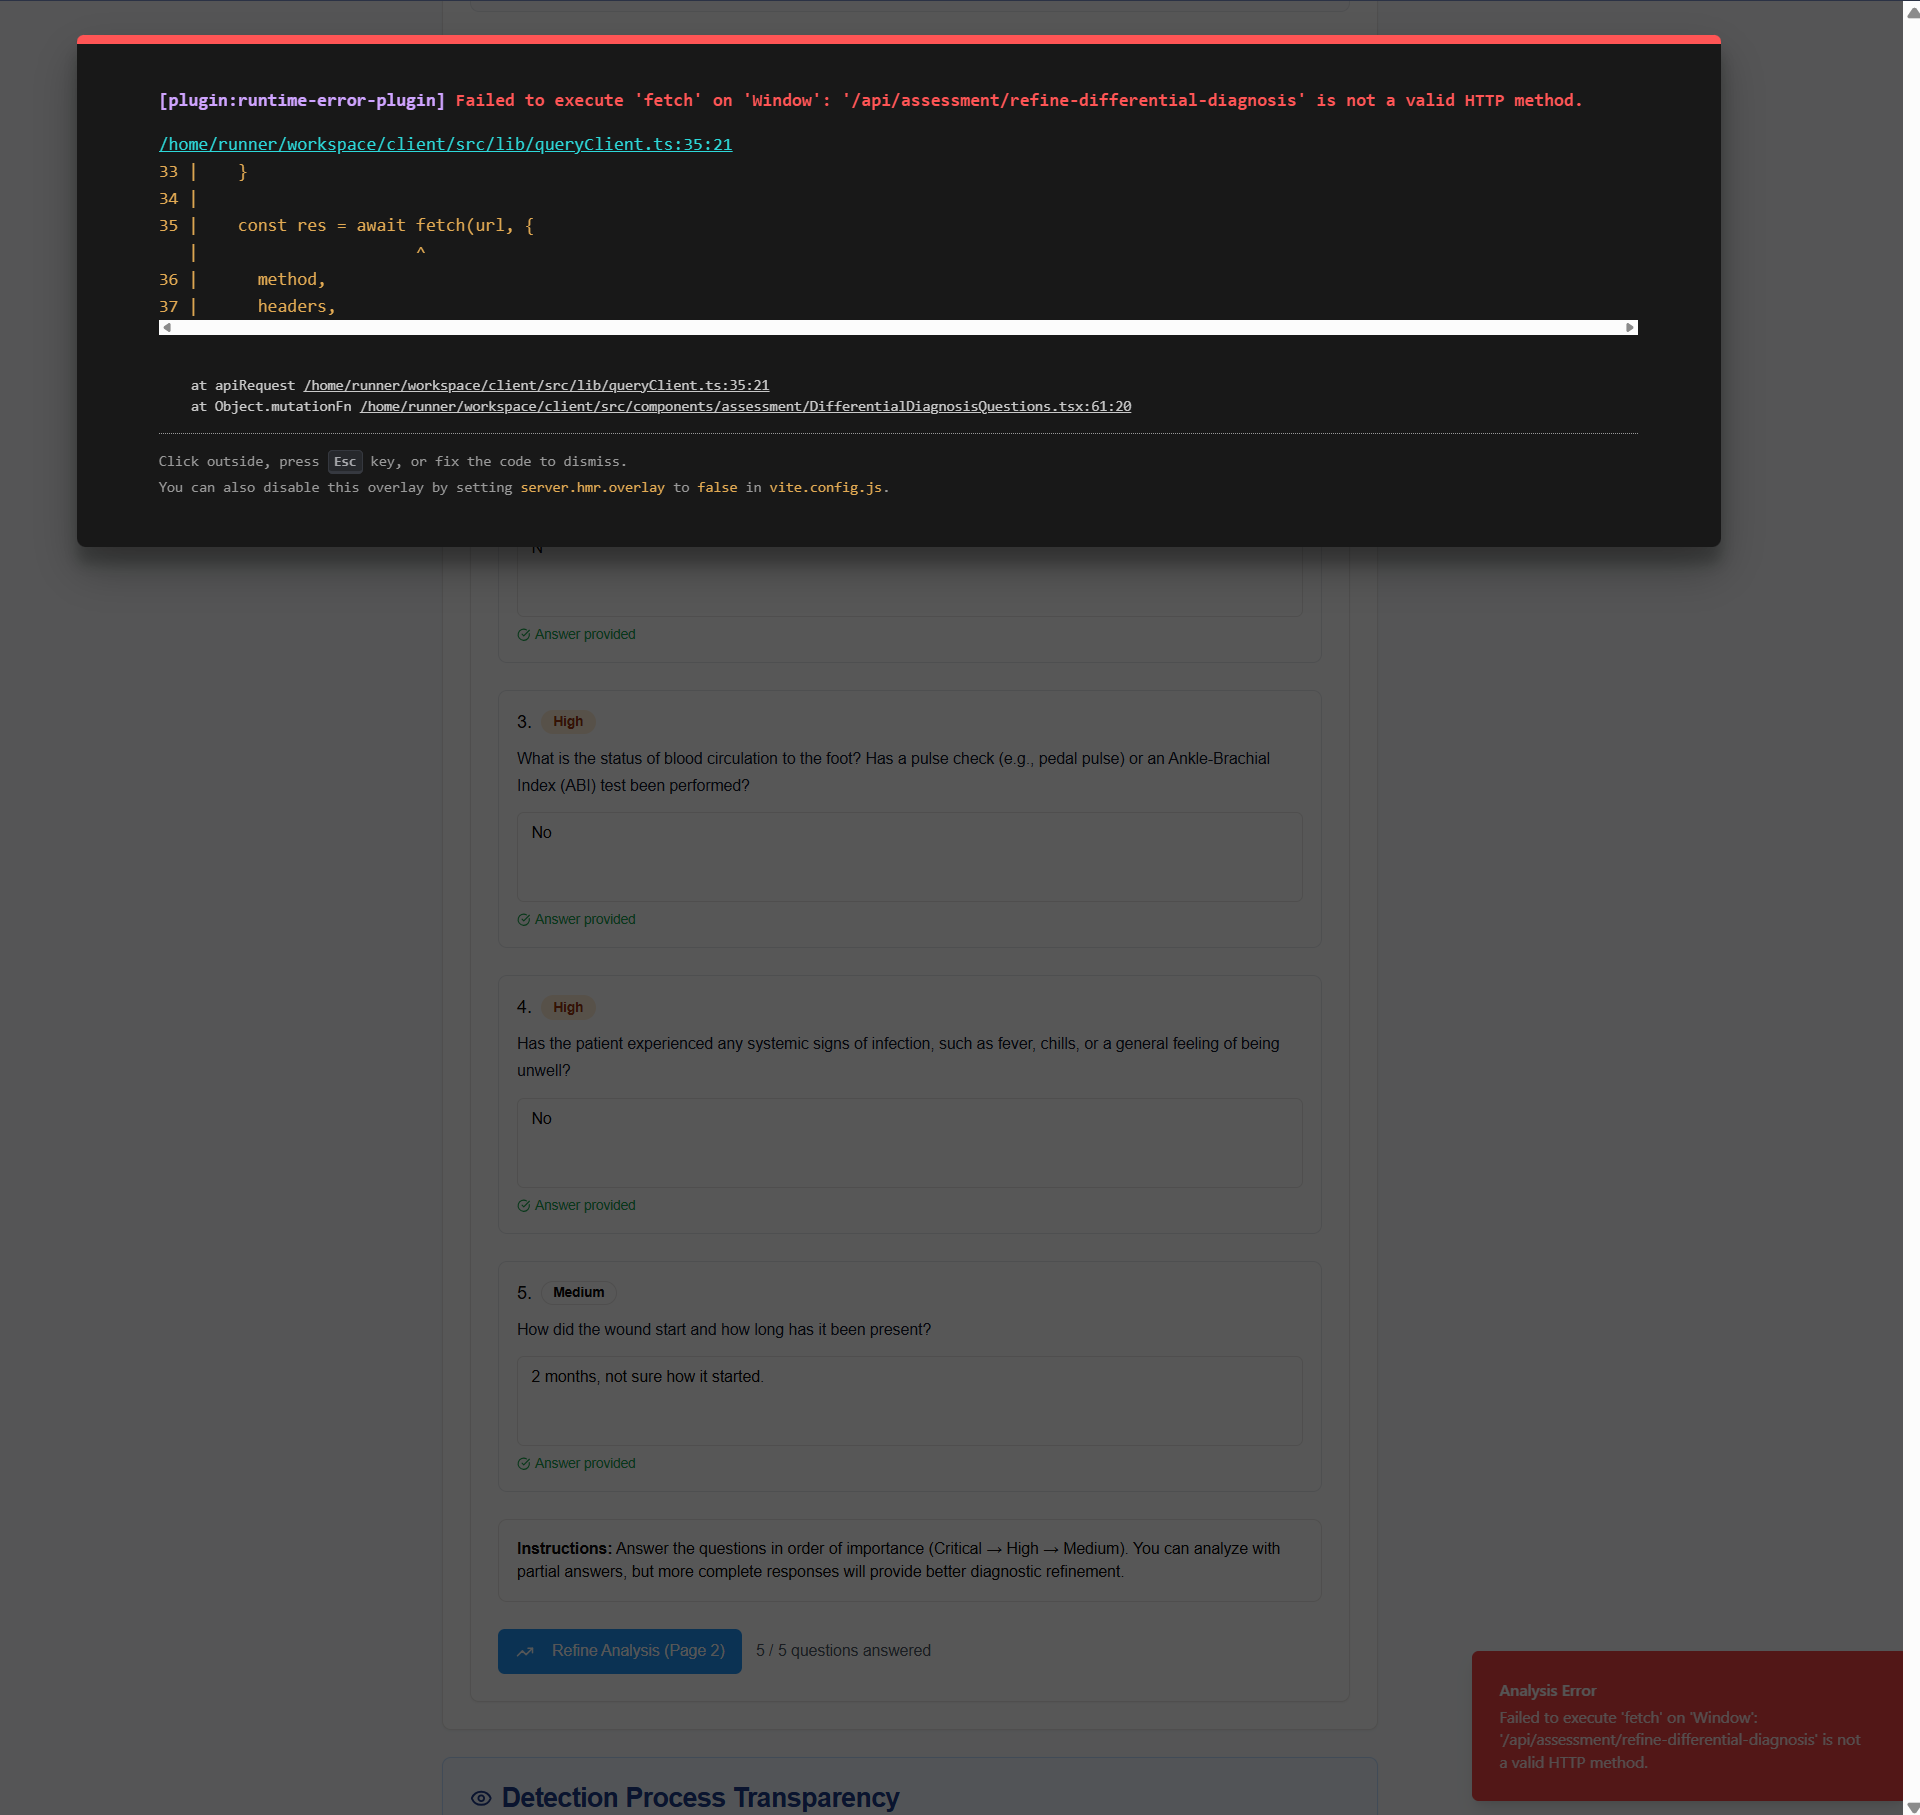 [plugin:runtime-error-plugin] Failed to execute 'fetch' on 'Window': '/api/assessment/refine-differential-diagnosis' is not a valid HTTP method.
/home/runner/workspace/client/src/lib/queryClient.ts:35:21
33 |    }
34 |
35 |    const res = await fetch(url, {
   |                      ^
36 |      method,
37 |      headers,
at apiRequest /home/runner/workspace/client/src/lib/queryClient.ts:35:21
at Object.mutationFn /home/runner/workspace/client/src/components/assessment/DifferentialDiagnosisQuestions.tsx:61:20
Click outside, press Esc key, or fix the code to dismiss.
You can also disable this overlay by setting server.hmr.overlay to false in vite.config.js.
Answer provided
3. High
What is the status of blood circulation to the foot? Has a pulse check (e.g., pedal pulse) or an Ankle-Brachial
Index (ABI) test been performed?
No
Answer provided
4. High
Has the patient experienced any systemic signs of infection, such as fever, chills, or a general feeling of being
unwell?
No
Answer provided
5. Medium
How did the wound start and how long has it been present?
2 months, not sure how it started.
Answer provided
Instructions: Answer the questions in order of importance (Critical → High → Medium). You can analyze with
partial answers, but more complete responses will provide better diagnostic refinement.
Refine Analysis (Page 2) 5 / 5 questions answered
Analysis Error
Failed to execute 'fetch' on 'Window':
'/api/assessment/refine-differential-diagnosis' is not
a valid HTTP method.
Detection Process Transparency